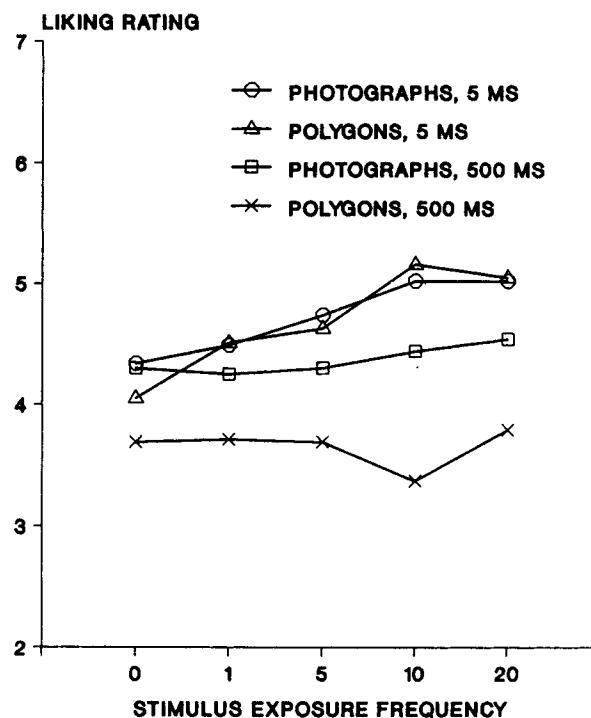 LIKING RATING
7
PHOTOGRAPHS, 5 MS
POLYGONS, 5 MS
6
PHOTOGRAPHS, 500 MS
POLYGONS, 500 MS
5
4
3
2
0 1 5 10 20
STIMULUS EXPOSURE FREQUENCY